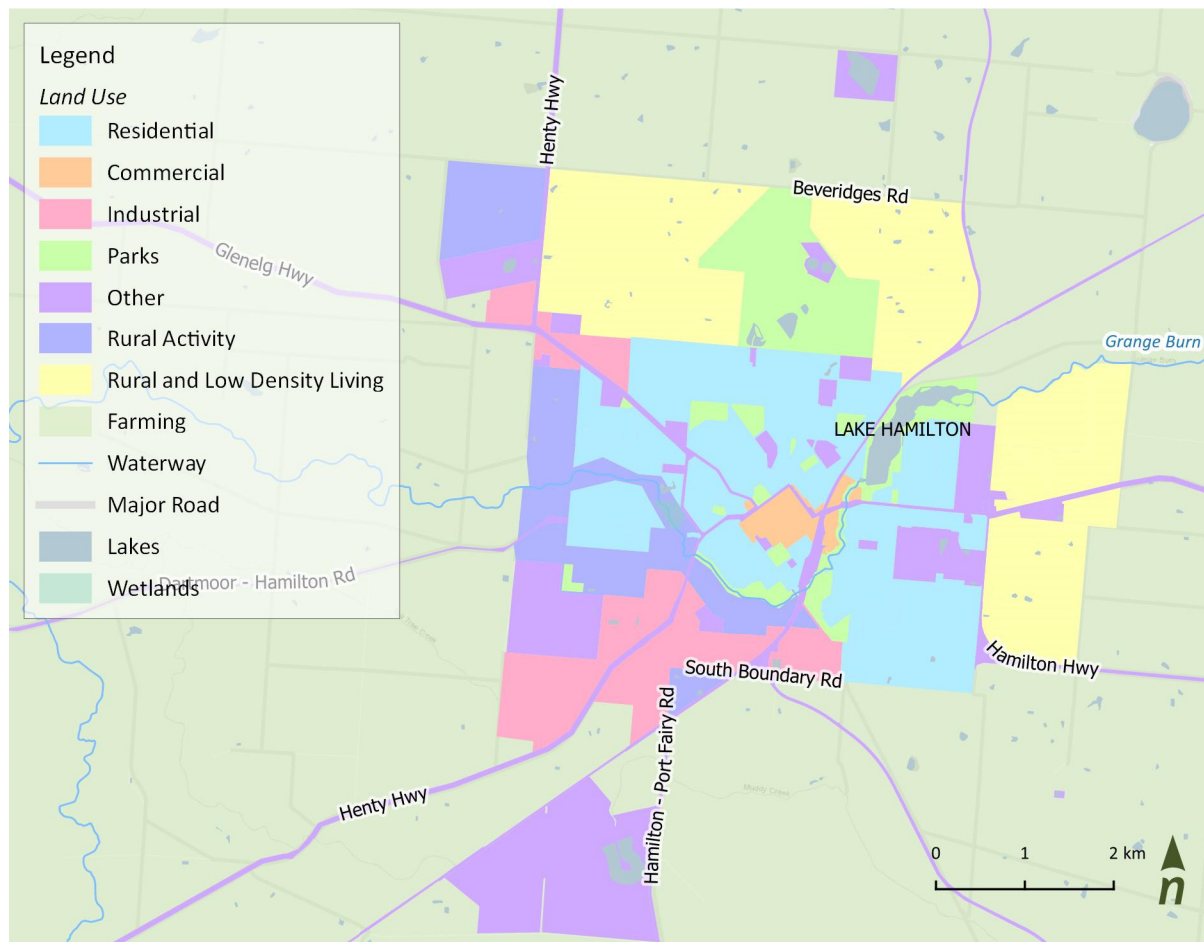 Legend
Land Use
Residential
Commercial
Industrial
Parks
Other
Rural Activity
Rural and Low Density Living
Farming
Waterway
Major Road
Lakes
Wetlands
Henty Hwy
Glenelg Hwy
Beveridges Rd
Grange Burn
LAKE HAMILTON
Dartmoor - Hamilton Rd
Hamilton Hwy
South Boundary Rd
Hamilton - Port Fairy Rd
Henty Hwy
Muddy Creek
0 1 2 km
n